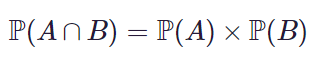 ℙ(A ∩ B) = ℙ(A) × ℙ(B)